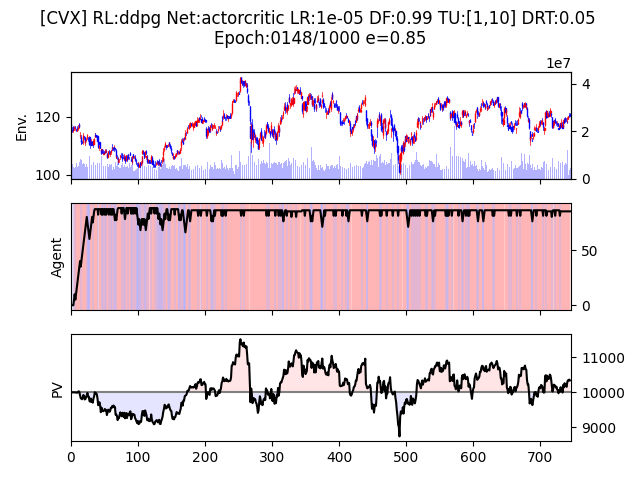 [CVX] RL:ddpg Net:actorcritic LR:1e-05 DF:0.99 TU:[1,10] DRT:0.05
Epoch:0148/1000 e=0.85
1e7
Env.
120
100
4
2
0
Agent
50
0
PV
11000
10000
9000
0 100 200 300 400 500 600 700